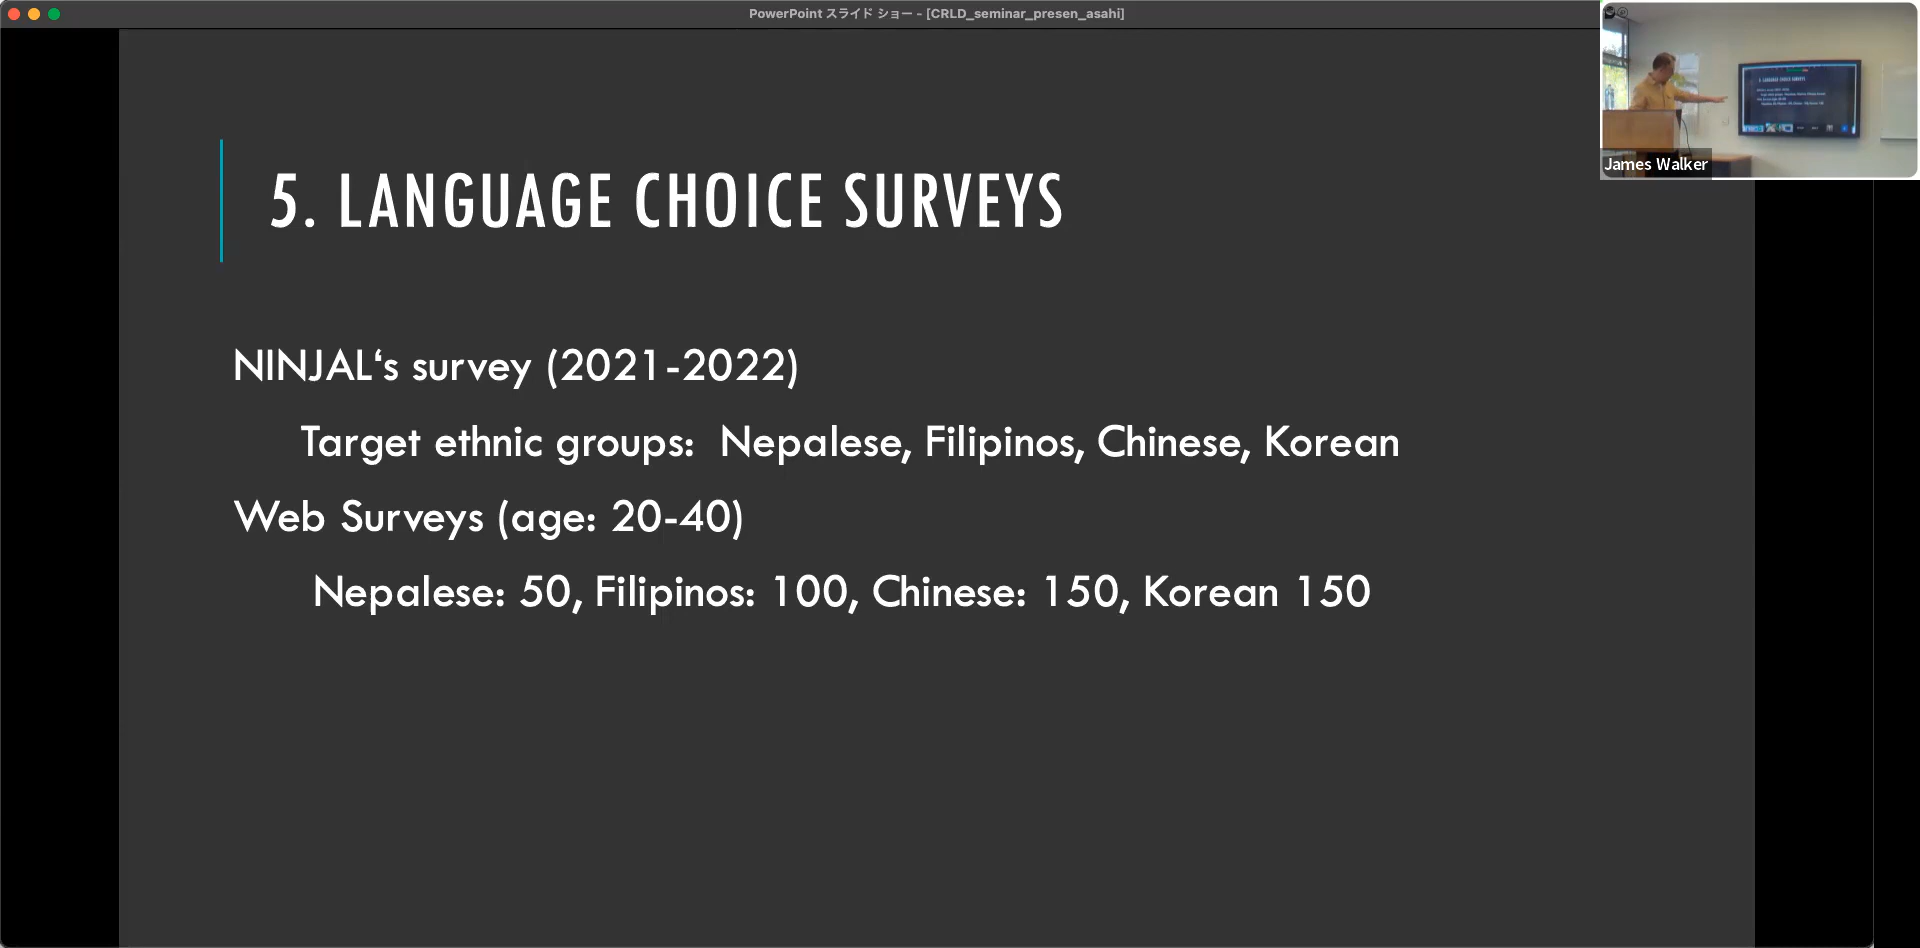 PowerPoint スライド ショー - [CRLD_seminar_presen_asahi]
James Walker
5. LANGUAGE CHOICE SURVEYS
NINJAL‘s survey (2021-2022)
Target ethnic groups:  Nepalese, Filipinos, Chinese, Korean
Web Surveys (age: 20-40)
Nepalese: 50, Filipinos: 100, Chinese: 150, Korean 150